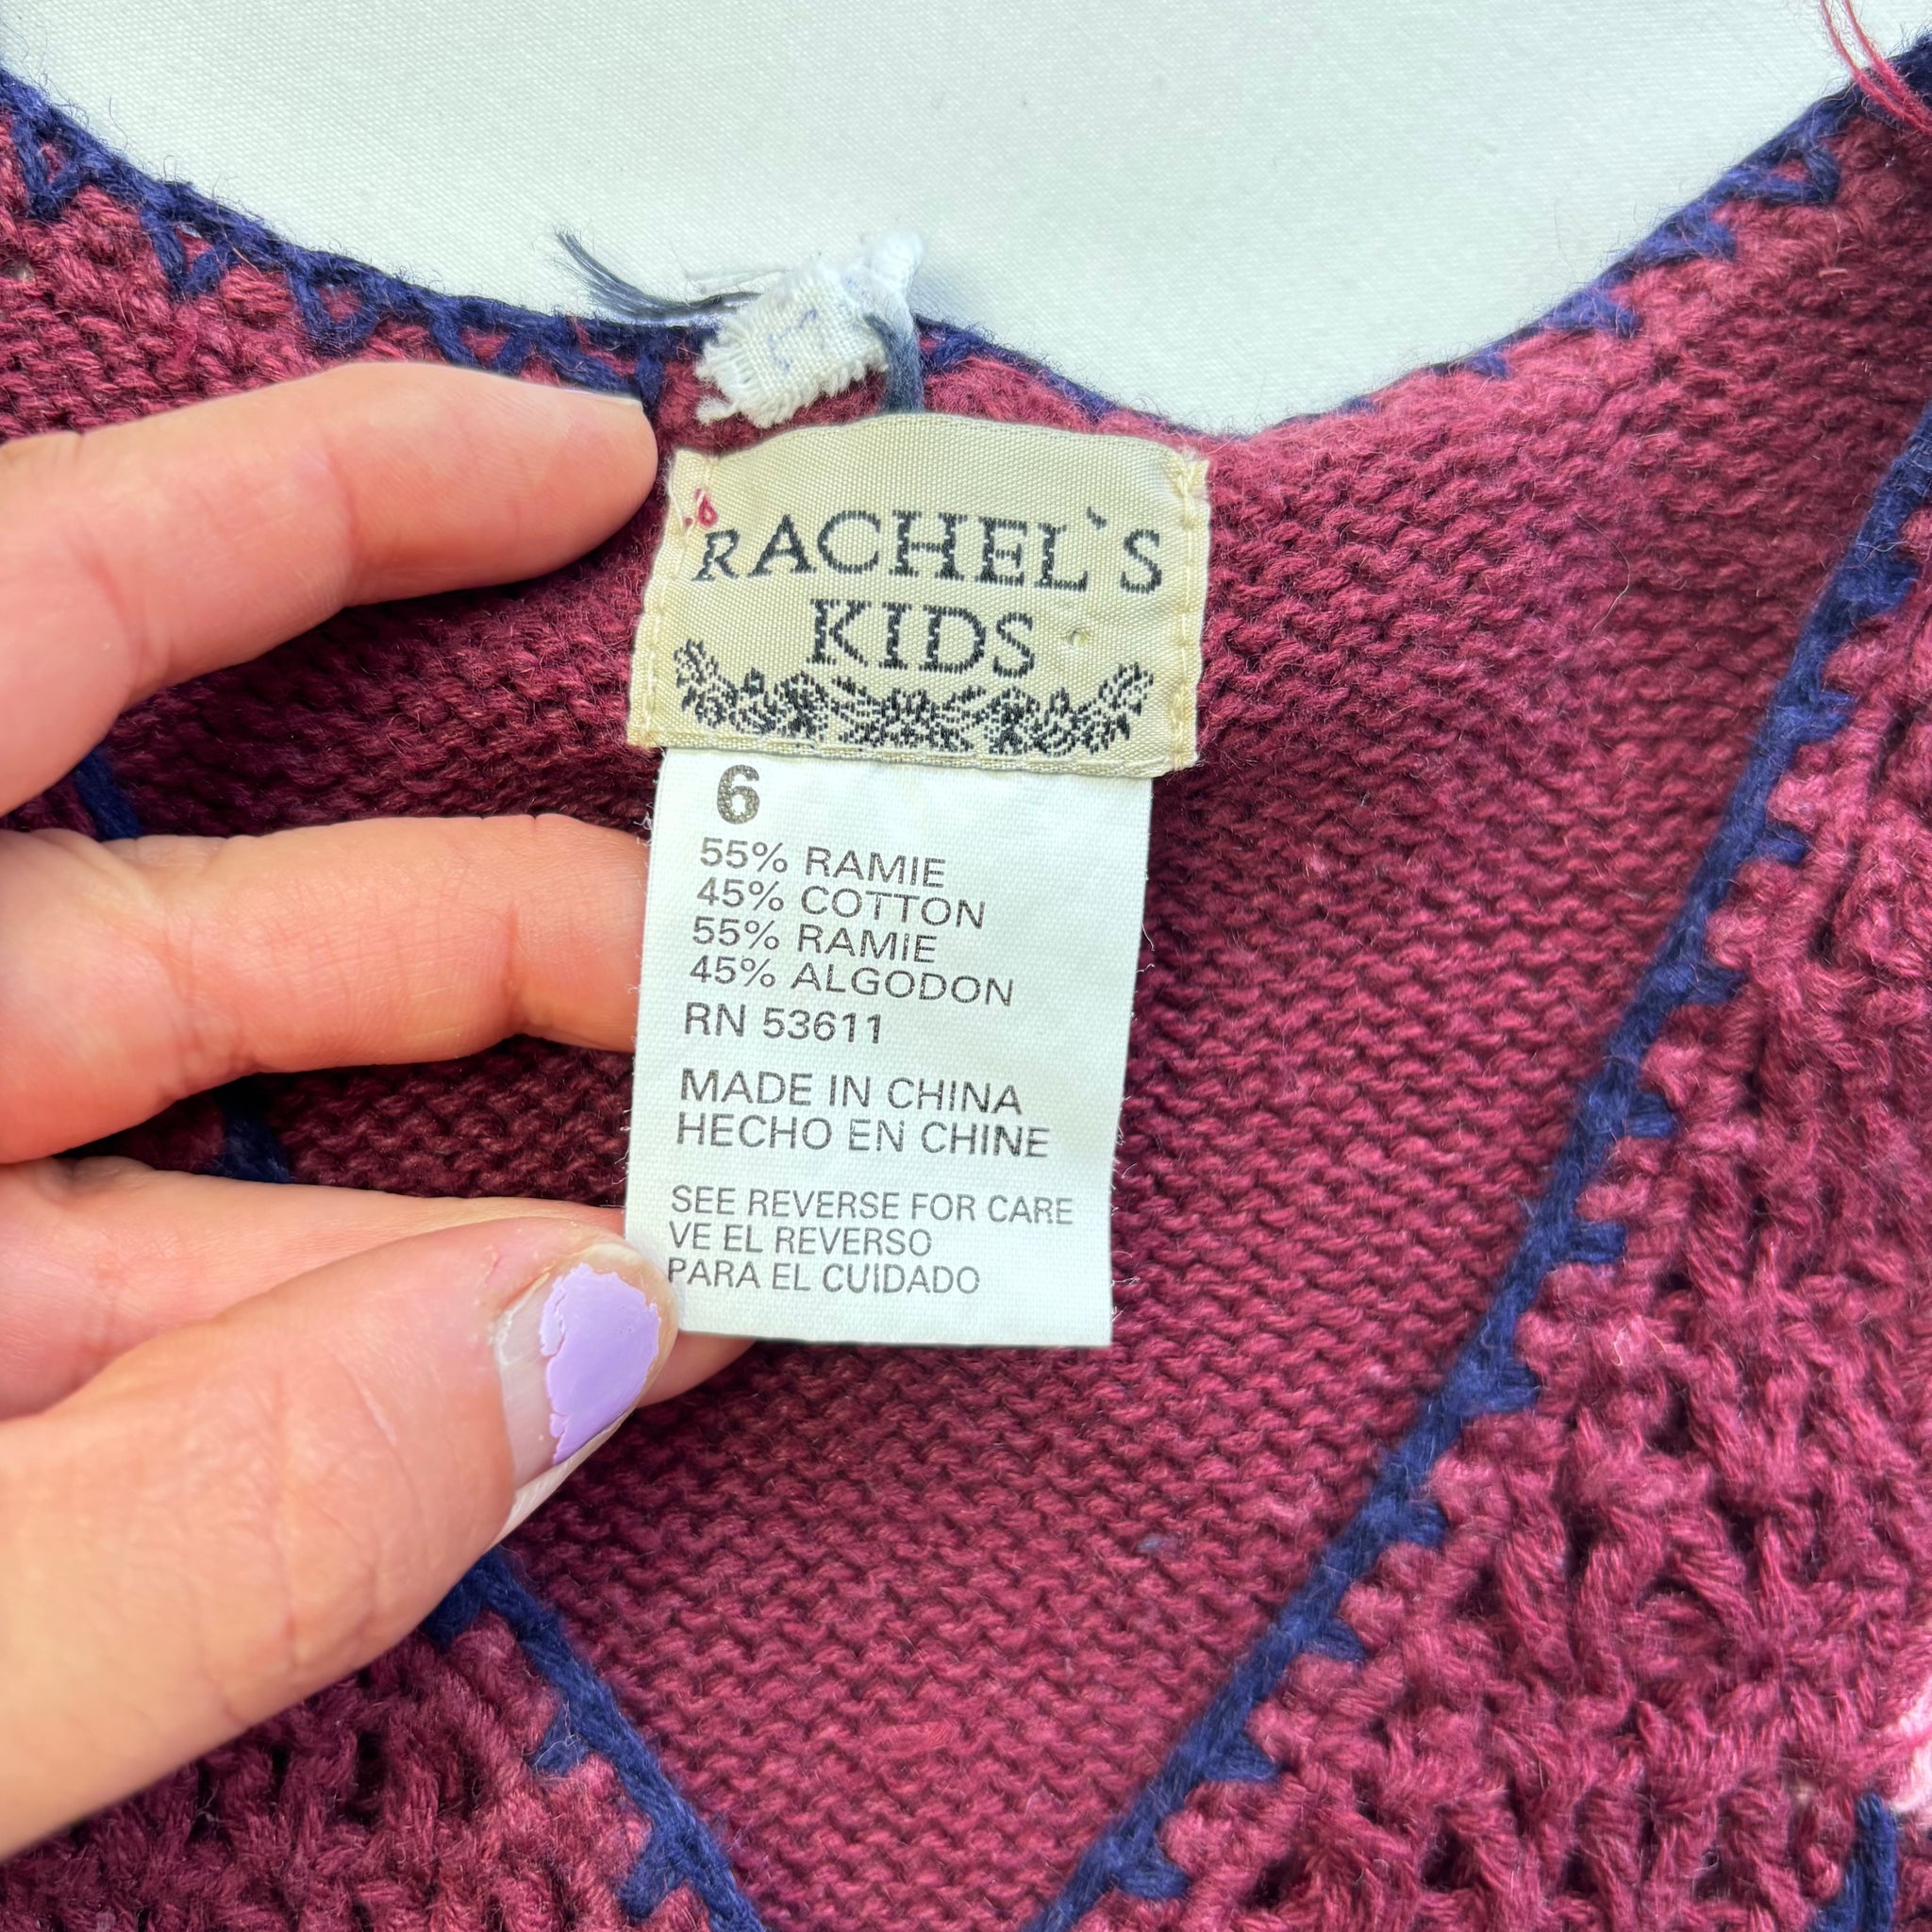 RACHEL'S
KIDS
6
55% RAMIE
45% COTTON
55% RAMIE
45% ALGODON
RN 53611
MADE IN CHINA
HECHO EN CHINE
SEE REVERSE FOR CARE
VE EL REVERSO
PARA EL CUIDADO